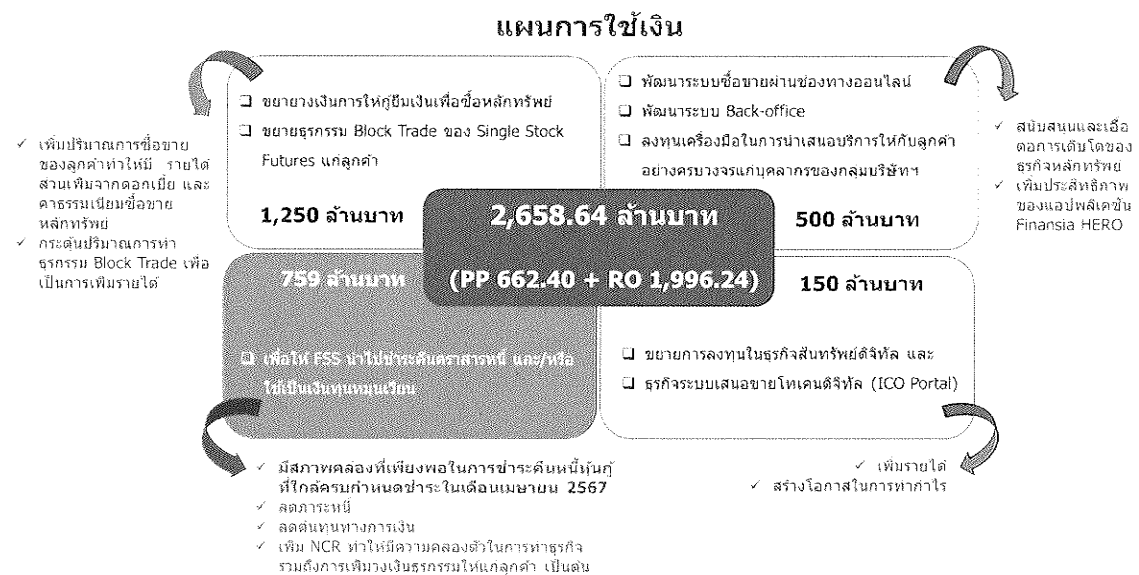 แผนการใช้เงิน
❑ ขยายวงเงินการให้กู้ยืมเงินเพื่อซื้อหลักทรัพย์
❑ ขยายธุรกรรม Block Trade ของ Single Stock
Futures แก่ลูกค้า
1,250 ล้านบาท
❑ พัฒนาระบบซื้อขายผ่านช่องทางออนไลน์
❑ พัฒนาระบบ Back-office
❑ ลงทุนเครื่องมือในการนำเสนอบริการให้กับลูกค้า
อย่างครบวงจรแก่บุคลากรของกลุ่มบริษัทฯ
500 ล้านบาท
✓ เพิ่มปริมาณการซื้อขาย
ของลูกค้าทำให้มี รายได้
ส่วนเพิ่มจากดอกเบี้ย และ
ค่าธรรมเนียมซื้อขาย
หลักทรัพย์
✓ กระตุ้นปริมาณการทำ
ธุรกรรม Block Trade เพื่อ
เป็นการเพิ่มรายได้
✓ สนับสนุนและเอื้อ
ต่อการเติบโตของ
ธุรกิจหลักทรัพย์
✓ เพิ่มประสิทธิภาพ
ของแอปพลิเคชั่น
Finansia HERO
2,658.64 ล้านบาท
(PP 662.40 + RO 1,996.24)
759 ล้านบาท
❑ เพื่อให้ FSS นำไปชำระคืนตราสารหนี้ และ/หรือ
ใช้เป็นเงินทุนหมุนเวียน
150 ล้านบาท
❑ ขยายการลงทุนในธุรกิจสินทรัพย์ดิจิทัล และ
❑ ธุรกิจระบบเสนอขายโทเคนดิจิทัล (ICO Portal)
✓ มีสภาพคล่องที่เพียงพอในการชำระคืนหนี้หุ้นกู้
ที่ใกล้ครบกำหนดชำระในเดือนเมษายน 2567
✓ ลดภาระหนี้
✓ ลดต้นทุนทางการเงิน
✓ เพิ่ม NCR ทำให้มีความคล่องตัวในการทำธุรกิจ
รวมถึงการเพิ่มวงเงินธุรกรรมให้แก่ลูกค้า เป็นต้น
✓ เพิ่มรายได้
✓ สร้างโอกาสในการทำกำไร